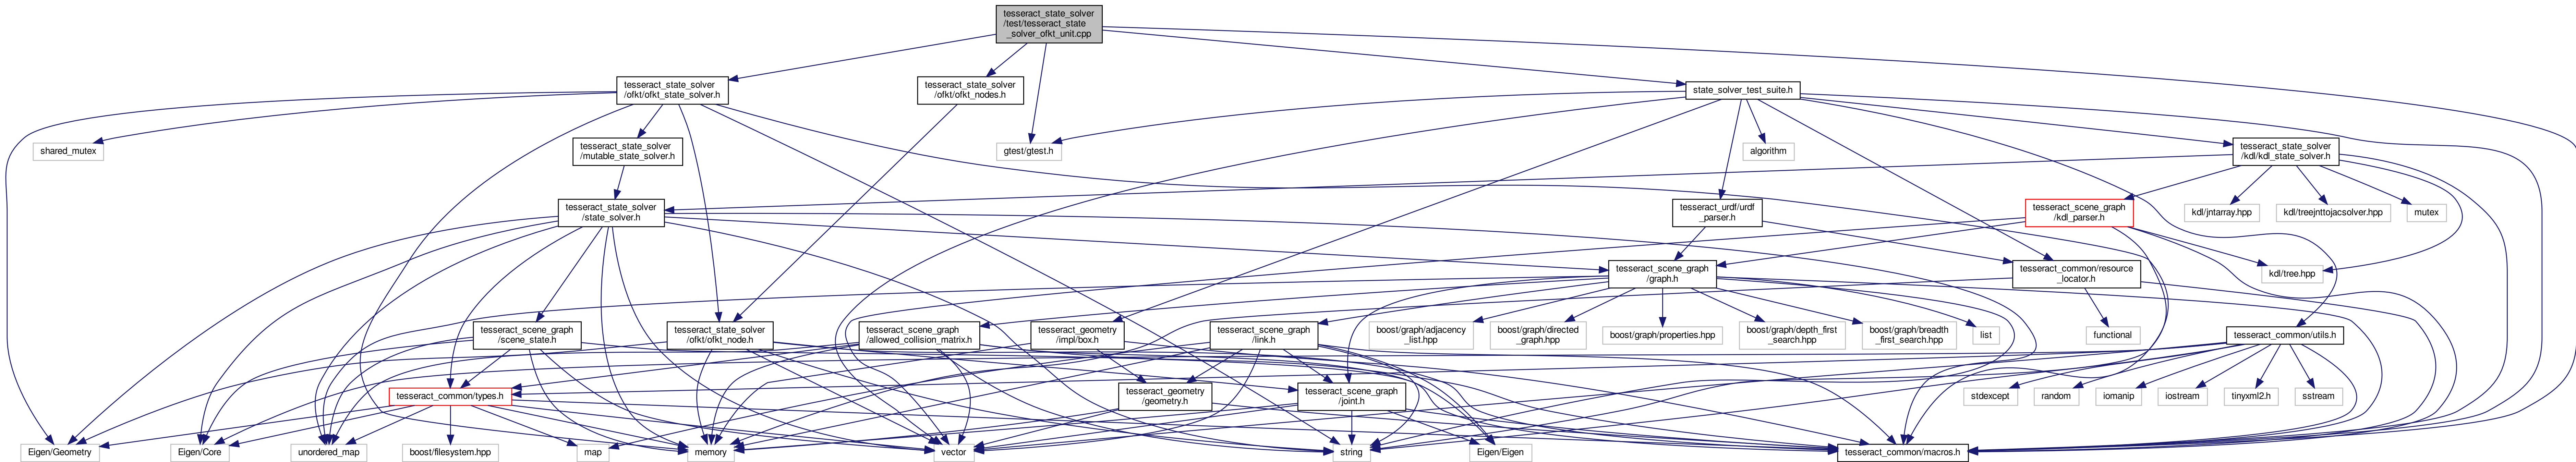 tesseract_state_solver
/test/tesseract_state
_solver_ofkt_unit.cpp
tesseract_state_solver
/ofkt/ofkt_state_solver.h
tesseract_state_solver
/ofkt/ofkt_nodes.h
state_solver_test_suite.h
shared_mutex
tesseract_state_solver
/mutable_state_solver.h
gtest/gtest.h
algorithm
tesseract_state_solver
/kdl/kdl_state_solver.h
tesseract_state_solver
/state_solver.h
tesseract_urdf/urdf
_parser.h
tesseract_scene_graph
/kdl_parser.h
kdl/jntarray.hpp
kdl/treejnttojacsolver.hpp
mutex
tesseract_scene_graph
/graph.h
tesseract_common/resource
_locator.h
kdl/tree.hpp
tesseract_scene_graph
/scene_state.h
tesseract_state_solver
/ofkt/ofkt_node.h
tesseract_scene_graph
/allowed_collision_matrix.h
tesseract_geometry
/impl/box.h
tesseract_scene_graph
/link.h
boost/graph/adjacency
_list.hpp
boost/graph/directed
_graph.hpp
boost/graph/properties.hpp
boost/graph/depth_first
_search.hpp
boost/graph/breadth
_first_search.hpp
list
functional
tesseract_common/utils.h
tesseract_common/types.h
tesseract_geometry
/geometry.h
tesseract_scene_graph
/joint.h
stdexcept
random
iomanip
iostream
tinyxml2.h
sstream
Eigen/Geometry
Eigen/Core
unordered_map
boost/filesystem.hpp
map
memory
vector
string
Eigen/Eigen
tesseract_common/macros.h